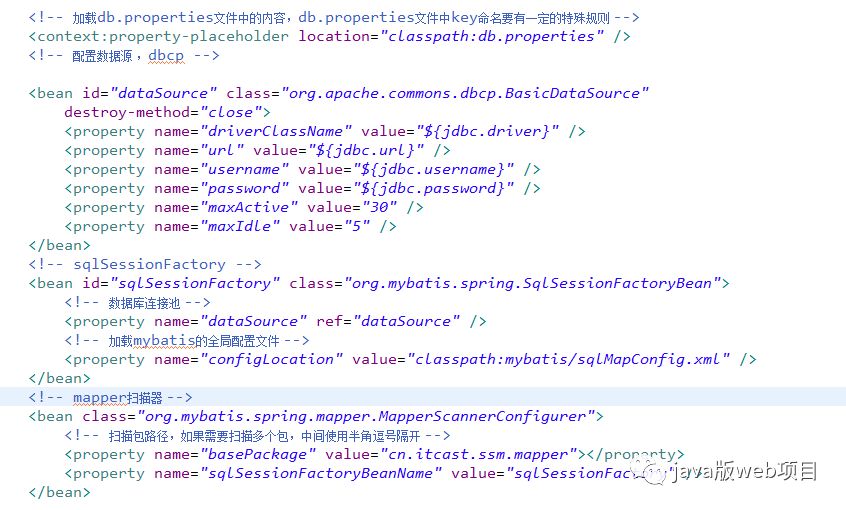 <!-- 加载db.properties文件中的内容，db.properties文件中key命名要有一定的特殊规则 -->
<context:property-placeholder location="classpath:db.properties" />
<!-- 配置数据源 ，dbcp -->
<bean id="dataSource" class="org.apache.commons.dbcp.BasicDataSource"
destroy-method="close">
<property name="driverClassName" value="${jdbc.driver}" />
<property name="url" value="${jdbc.url}" />
<property name="username" value="${jdbc.username}" />
<property name="password" value="${jdbc.password}" />
<property name="maxActive" value="30" />
<property name="maxIdle" value="5" />
</bean>
<!-- sqlSessionFactory -->
<bean id="sqlSessionFactory" class="org.mybatis.spring.SqlSessionFactoryBean">
<!-- 数据库连接池 -->
<property name="dataSource" ref="dataSource" />
<!-- 加载mybatis的全局配置文件 -->
<property name="configLocation" value="classpath:mybatis/sqlMapConfig.xml" />
</bean>
<!-- mapper扫描器 -->
<bean class="org.mybatis.spring.mapper.MapperScannerConfigurer">
<!-- 扫描包路径，如果需要扫描多个包，中间使用半角逗号隔开 -->
<property name="basePackage" value="cn.itcast.ssm.mapper"></property>
<property name="sqlSessionFactoryBeanName" value="sqlSessionFac
</bean>
java版web项目